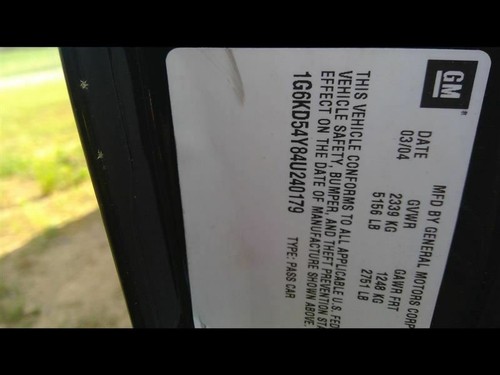 GM
MFD BY GENERAL MOTORS CORP
DATE GVWR GAWR FRT
03/04 2339 KG 1248 KG
5156 LB 2751 LB
THIS VEHICLE CONFORMS TO ALL APPLICABLE U.S. FED
VEHICLE SAFETY, BUMPER, AND THEFT PREVENTION STA
EFFECT ON THE DATE OF MANUFACTURE SHOWN ABOVE.
1G6KD54Y84U240179 TYPE: PASS CAR